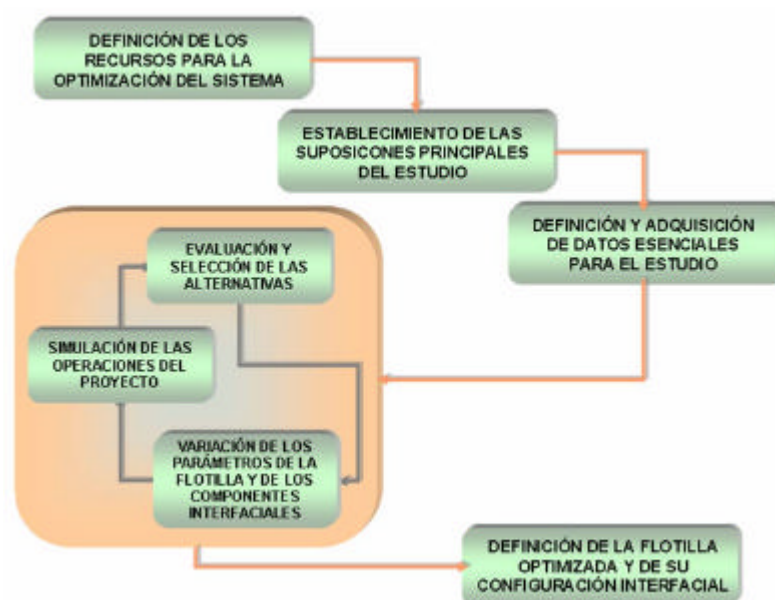 DEFINICIÓN DE LOS
RECURSOS PARA LA
OPTIMIZACIÓN DEL SISTEMA
ESTABLECIMIENTO DE LAS
SUPOSICONES PRINCIPALES
DEL ESTUDIO
DEFINICIÓN Y ADQUISICIÓN
DE DATOS ESENCIALES
PARA EL ESTUDIO
EVALUACIÓN Y
SELECCIÓN DE LAS
ALTERNATIVAS
SIMULACIÓN DE LAS
OPERACIONES DEL
PROYECTO
VARIACIÓN DE LOS
PARÁMETROS DE LA
FLOTILLA Y DE LOS
COMPONENTES
INTERFACIALES
DEFINICIÓN DE LA FLOTILLA
OPTIMIZADA Y DE SU
CONFIGURACIÓN INTERFACIAL